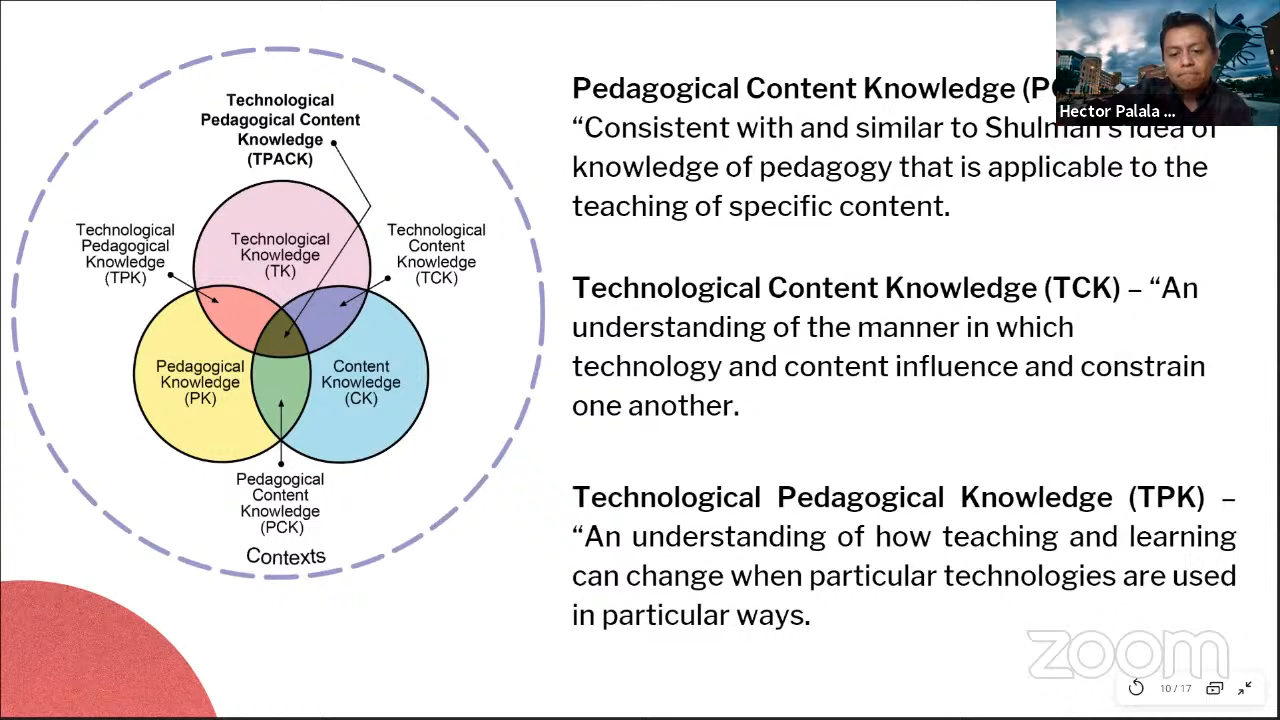 Technological
Pedagogical Content
Knowledge
(TPACK)
Technological
Pedagogical
Knowledge
(TPK)
Technological
Knowledge
(TK)
Technological
Content
Knowledge
(TCK)
Pedagogical
Knowledge
(PK)
Content
Knowledge
(CK)
Pedagogical
Content
Knowledge
(PCK)
Contexts
Pedagogical Content Knowledge (P
“Consistent with and similar to Shulman's idea of
knowledge of pedagogy that is applicable to the
teaching of specific content.
Technological Content Knowledge (TCK) – “An
understanding of the manner in which
technology and content influence and constrain
one another.
Technological Pedagogical Knowledge (TPK) –
“An understanding of how teaching and learning
can change when particular technologies are used
in particular ways.
Hector Palala ...
zoom
10 / 17